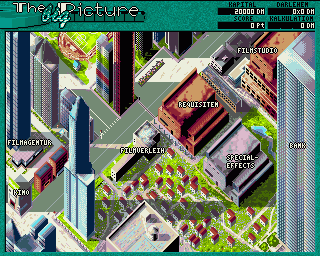 The big Picture
KAPITAL
DARLEHEN
20000 DM
0x0 DM
SCORE
KALKULATION
0 Pt
0 DM
FILMSTUDIO
REQUISITEN
FILMAGENTUR
FILMVERLEIH
BANK
SPECIAL-
EFFECTS
KINO